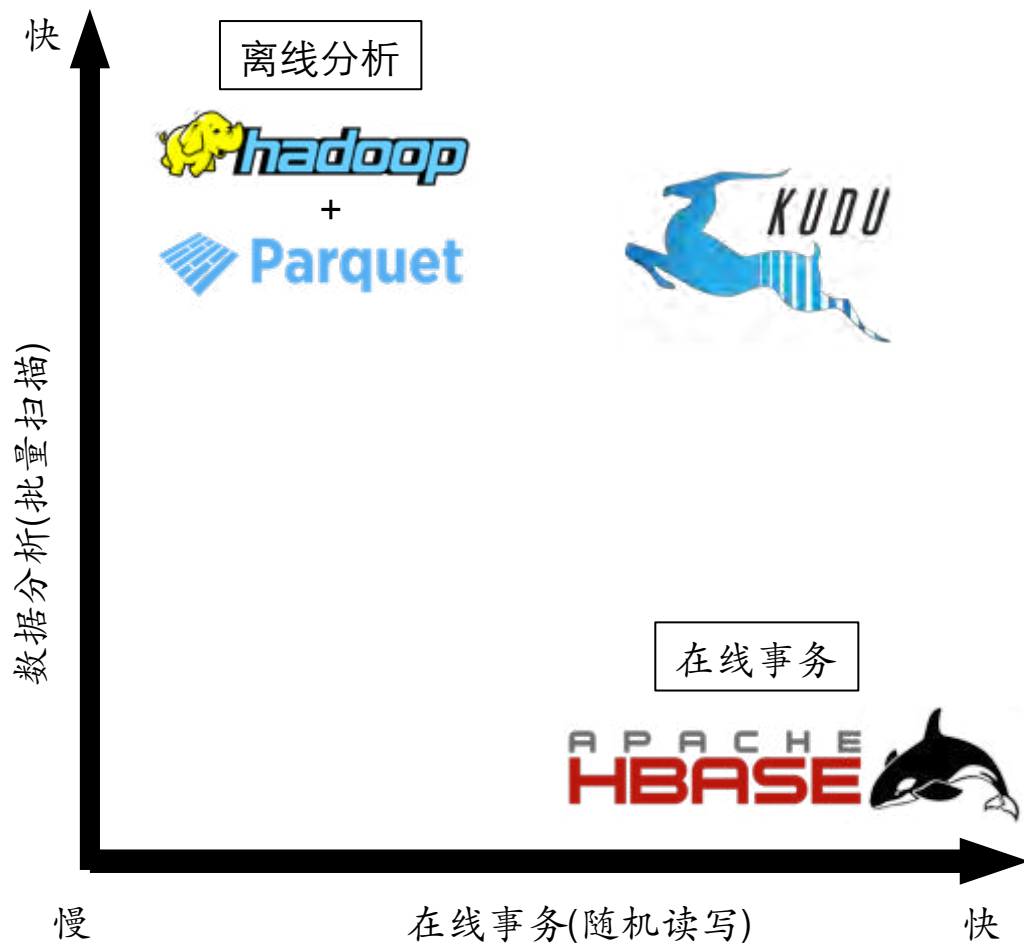 快
离线分析
hadoop
+
Parquet
KUDU
数据分析(批量扫描)
在线事务
APACHE
HBASE
慢
在线事务(随机读写)
快